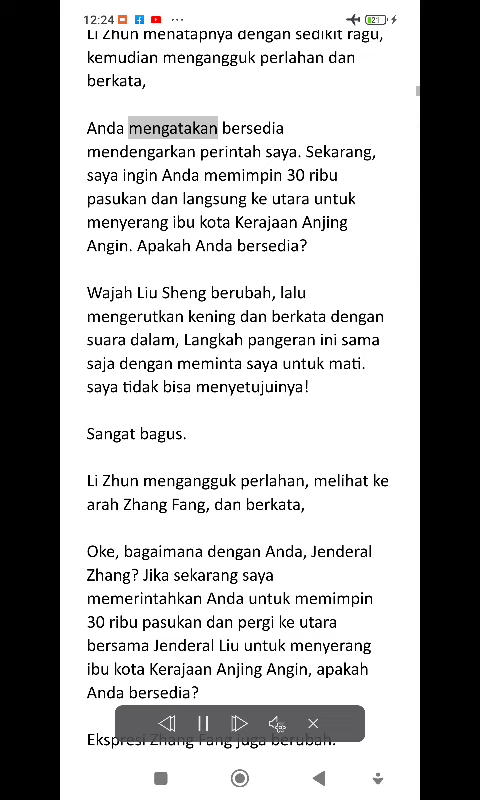 12:24
21
Li Zhun menatapnya dengan sedikit ragu,
kemudian mengangguk perlahan dan
berkata,
Anda mengatakan bersedia
mendengarkan perintah saya. Sekarang,
saya ingin Anda memimpin 30 ribu
pasukan dan langsung ke utara untuk
menyerang ibu kota Kerajaan Anjing
Angin. Apakah Anda bersedia?
Wajah Liu Sheng berubah, lalu
mengerutkan kening dan berkata dengan
suara dalam, Langkah pangeran ini sama
saja dengan meminta saya untuk mati.
saya tidak bisa menyetujuinya!
Sangat bagus.
Li Zhun mengangguk perlahan, melihat ke
arah Zhang Fang, dan berkata,
Oke, bagaimana dengan Anda, Jenderal
Zhang? Jika sekarang saya
memerintahkan Anda untuk memimpin
30 ribu pasukan dan pergi ke utara
bersama Jenderal Liu untuk menyerang
ibu kota Kerajaan Anjing Angin, apakah
Anda bersedia?
Ekspresi Zhang Fang juga berubah.